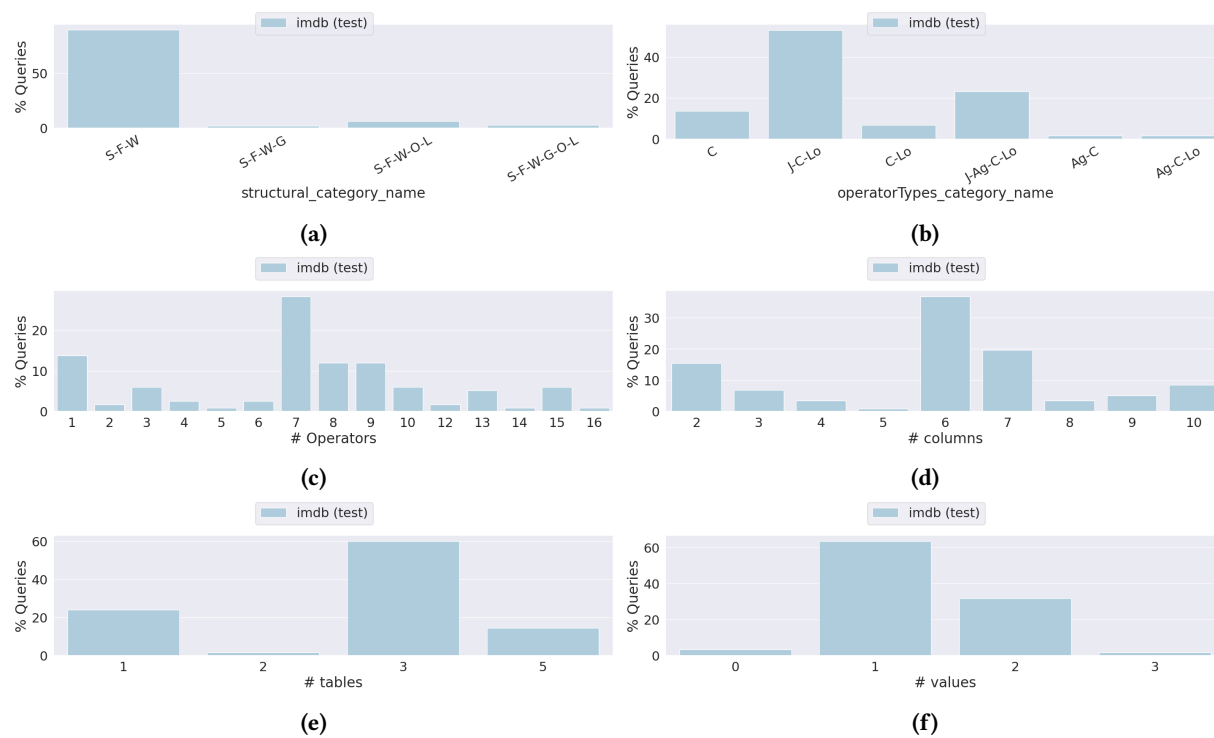 imdb (test)
% Queries
50
0
S-F-W
S-F-W-G
S-F-W-O-L
S-F-W-G-O-L
structural_category_name
(a)
imdb (test)
% Queries
40
20
0
C
J-C-Lo
C-Lo
J-Ag-C-Lo
Ag-C
Ag-C-Lo
operatorTypes_category_name
(b)
imdb (test)
% Queries
20
10
0
1 2 3 4 5 6 7 8 9 10 12 13 14 15 16
# Operators
(c)
imdb (test)
% Queries
30
20
10
0
2 3 4 5 6 7 8 9 10
# columns
(d)
imdb (test)
% Queries
60
40
20
0
1 2 3 5
# tables
(e)
imdb (test)
% Queries
60
40
20
0
0 1 2 3
# values
(f)